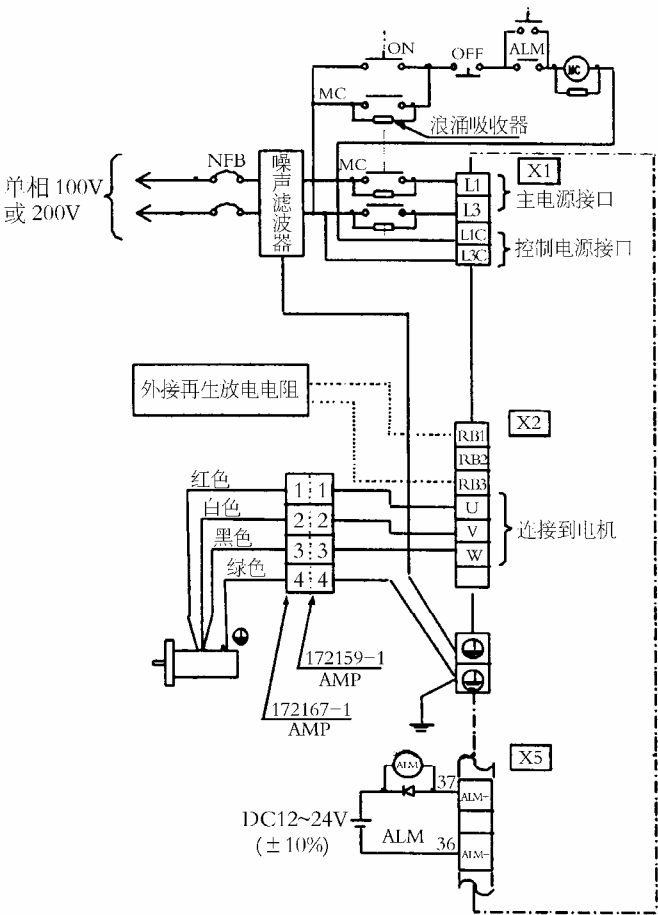 ON
OFF
ALM
MC
MC
浪涌吸收器
单相 100V
或 200V
NFB
噪声滤波器
MC
X1
L1
L3
L1C
L3C
主电源接口
控制电源接口
外接再生放电电阻
X2
RB1
RB2
RB3
U
V
W
连接到电机
红色
白色
黑色
绿色
1 1
2 2
3 3
4 4
172159-1
AMP
172167-1
AMP
X5
ALM
37
ALM-
DC12~24V
(±10%)
ALM
36
ALM-